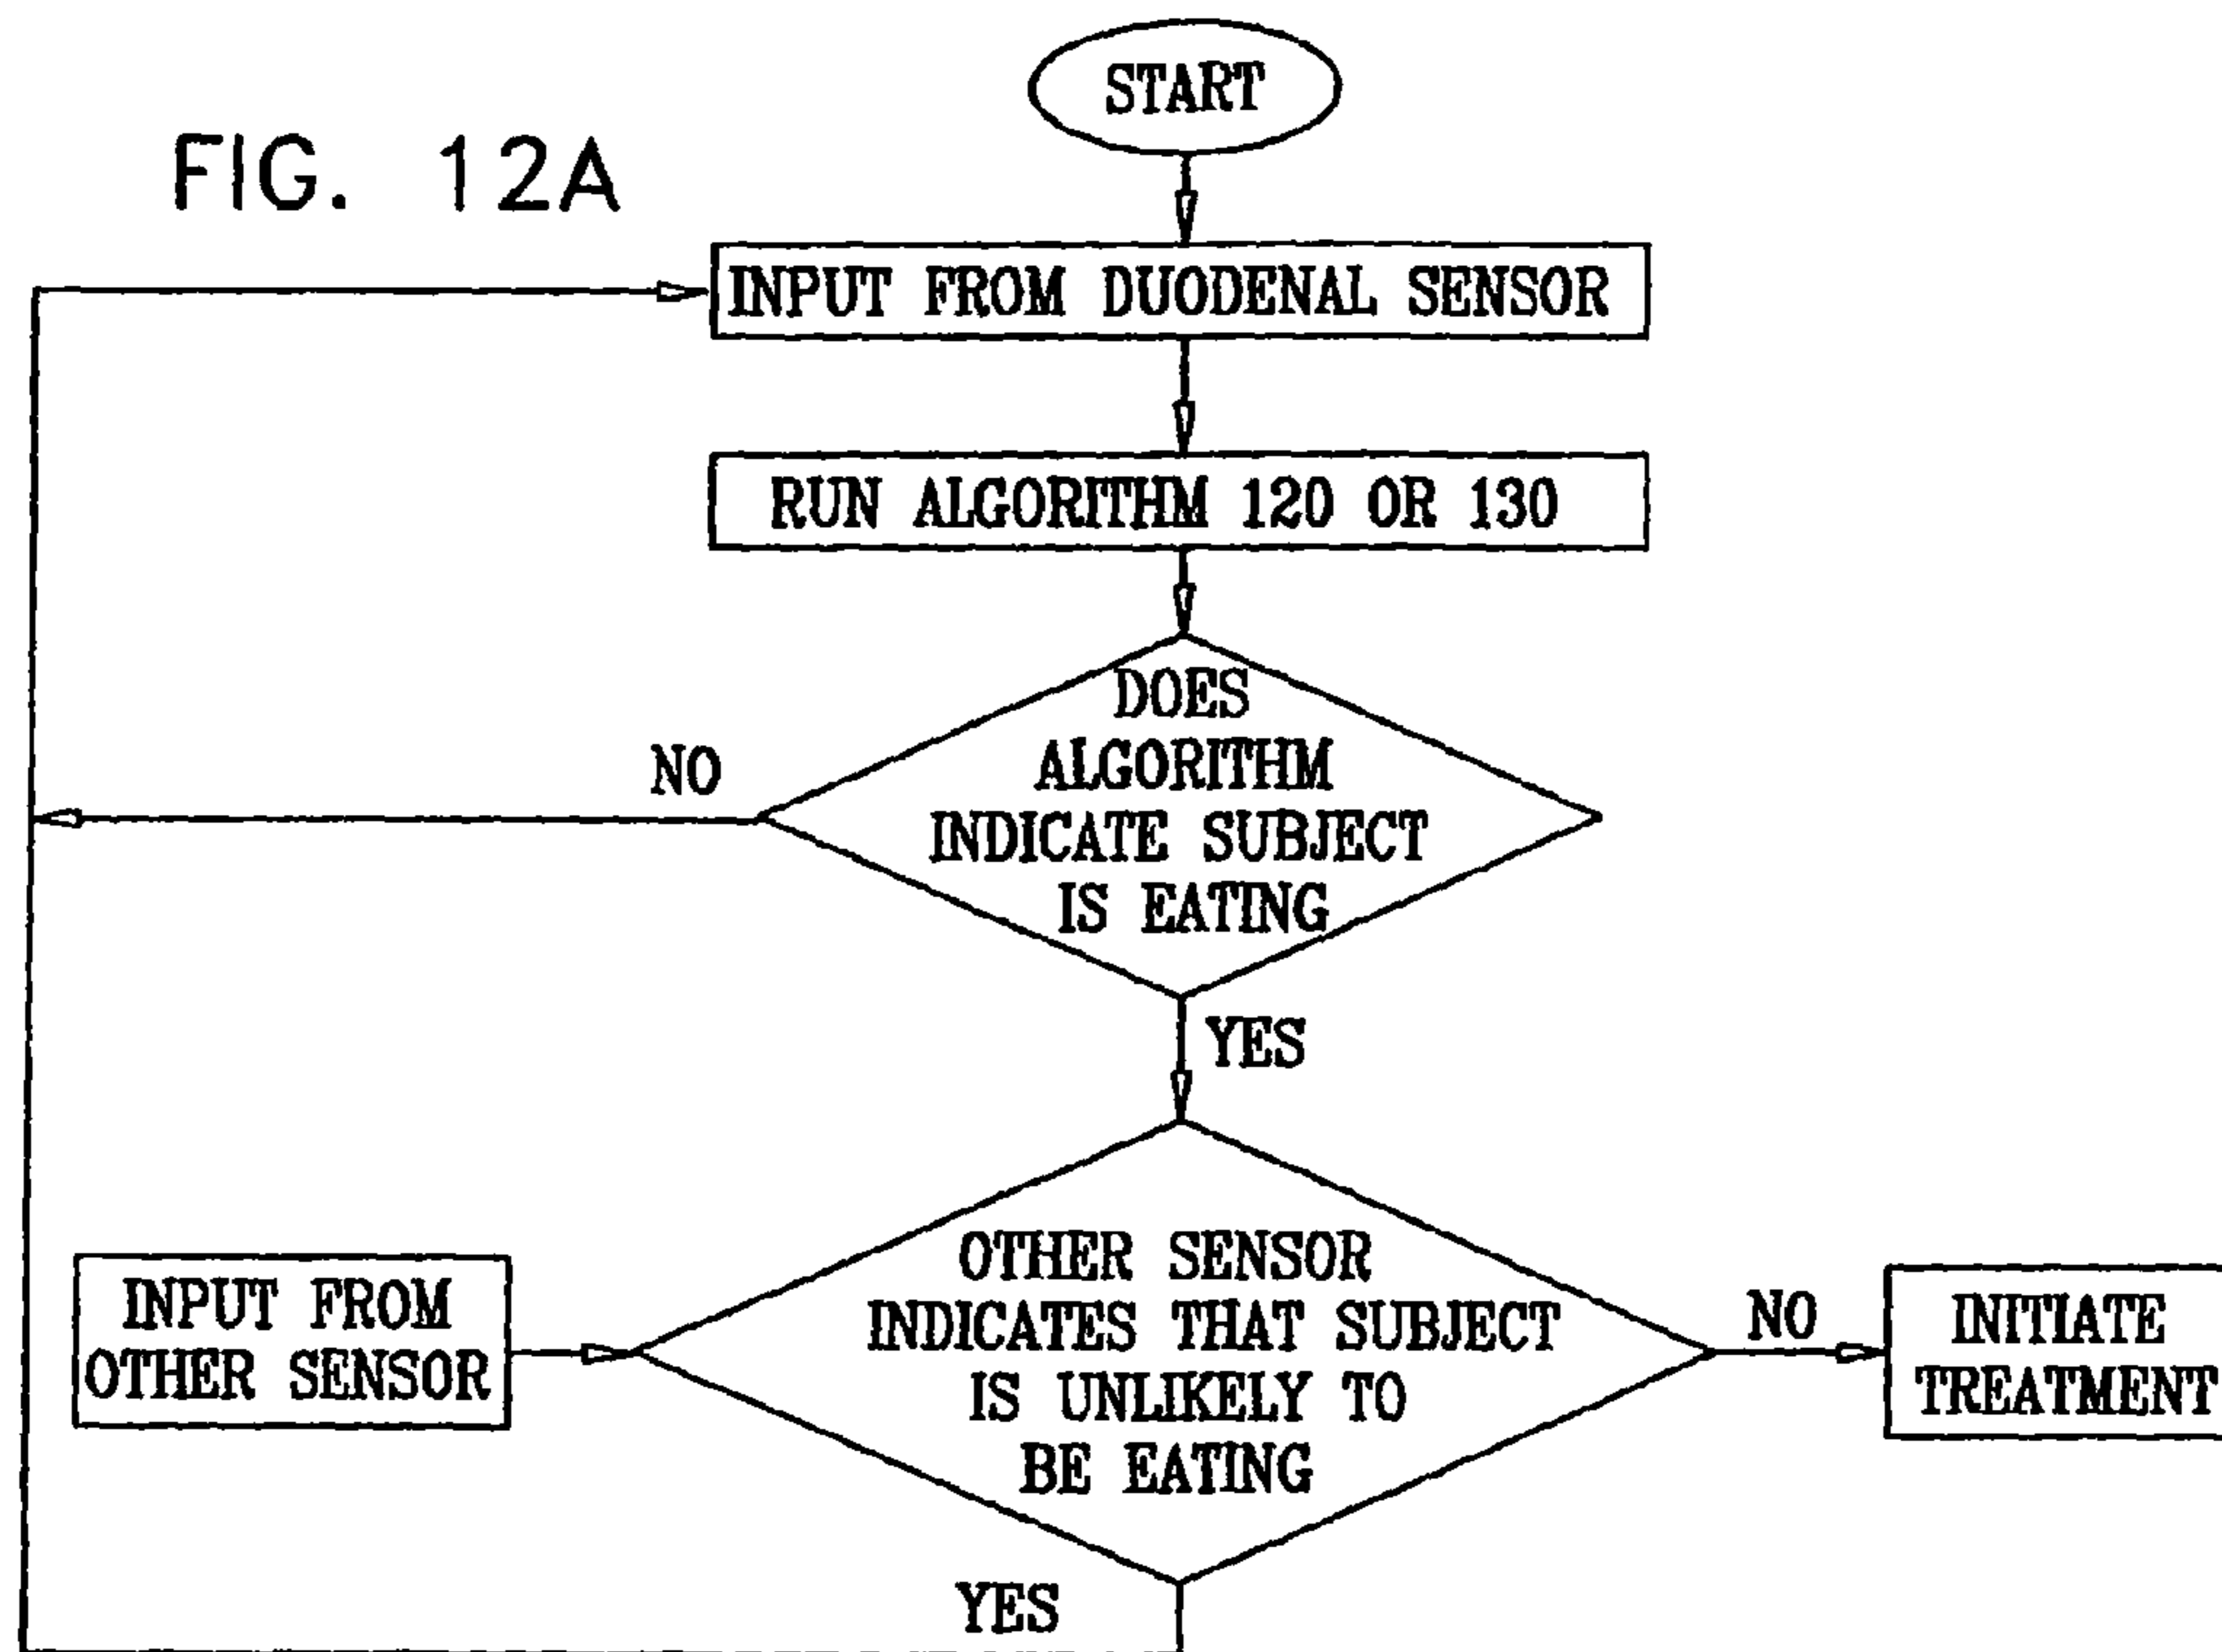 START
FIG. 12A
INPUT FROM DUODENAL SENSOR
RUN ALGORITHM 120 OR 130
DOES
ALGORITHM
INDICATE SUBJECT
IS EATING
NO
YES
OTHER SENSOR
INDICATES THAT SUBJECT
IS UNLIKELY TO
BE EATING
INPUT FROM
OTHER SENSOR
NO
INITIATE
TREATMENT
YES